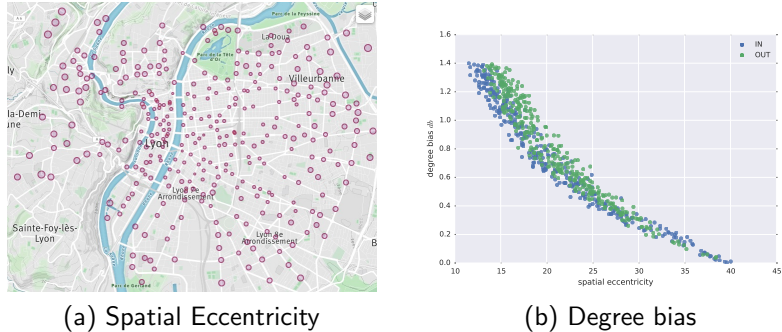 Parc de la Feyssine
La Doua
Parc de la Tête
d'Or
Villeurbanne
lly
la-Demi
une
Lyon
Lyon 7e
Arrondissement
Lyon 8e
Arrondissement
Sainte-Foy-lès-
Lyon
B
Parc de Gerland
(a) Spatial Eccentricity
1.6
1.4
1.2
1.0
0.8
0.6
0.4
0.2
0.0
degree bias
IN
OUT
10 15 20 25 30 35 40 45
spatial eccentricity
(b) Degree bias